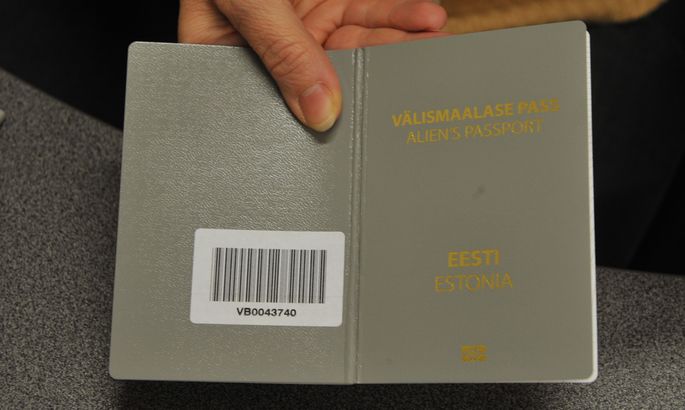 VÄLISMAALASE PASS
ALIEN'S PASSPORT
EESTI
ESTONIA
VB0043740